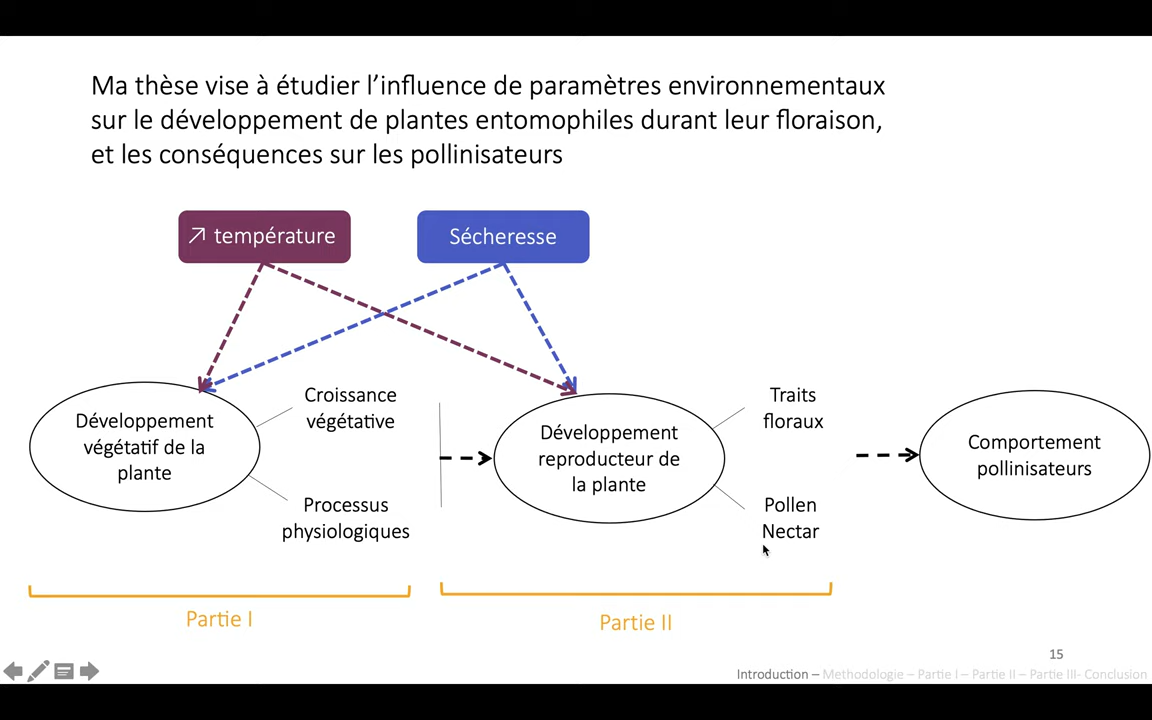 Ma thèse vise à étudier l’influence de paramètres environnementaux
sur le développement de plantes entomophiles durant leur floraison,
et les conséquences sur les pollinisateurs
↗ température
Sécheresse
Développement
végétatif de la
plante
Croissance
végétative
Processus
physiologiques
Développement
reproducteur de
la plante
Traits
floraux
Pollen
Nectar
Comportement
pollinisateurs
Partie I
Partie II
15
Introduction – Methodologie – Partie I – Partie II – Partie III- Conclusion